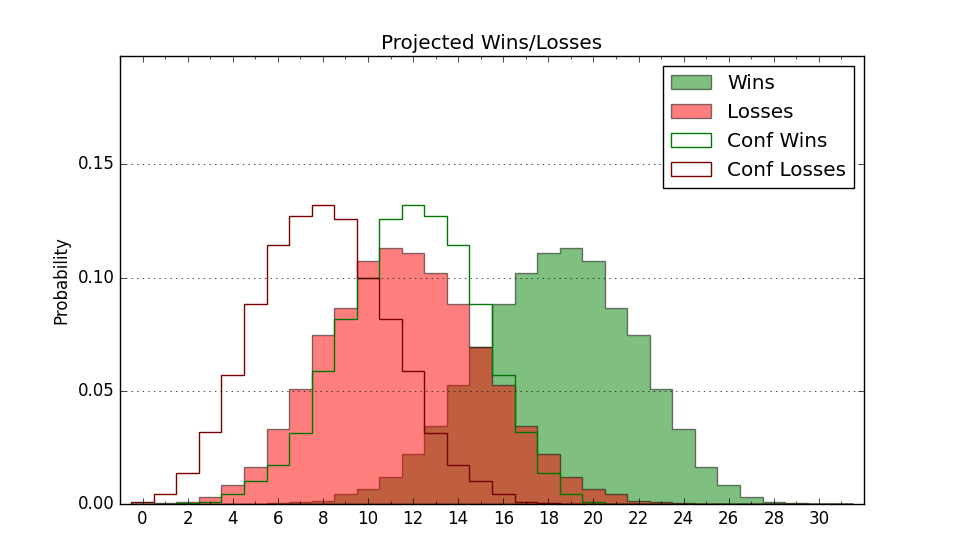 Projected Wins/Losses
Wins
Losses
Conf Wins
Conf Losses
Probability
0.15
0.10
0.05
0.00
0 2 4 6 8 10 12 14 16 18 20 22 24 26 28 30